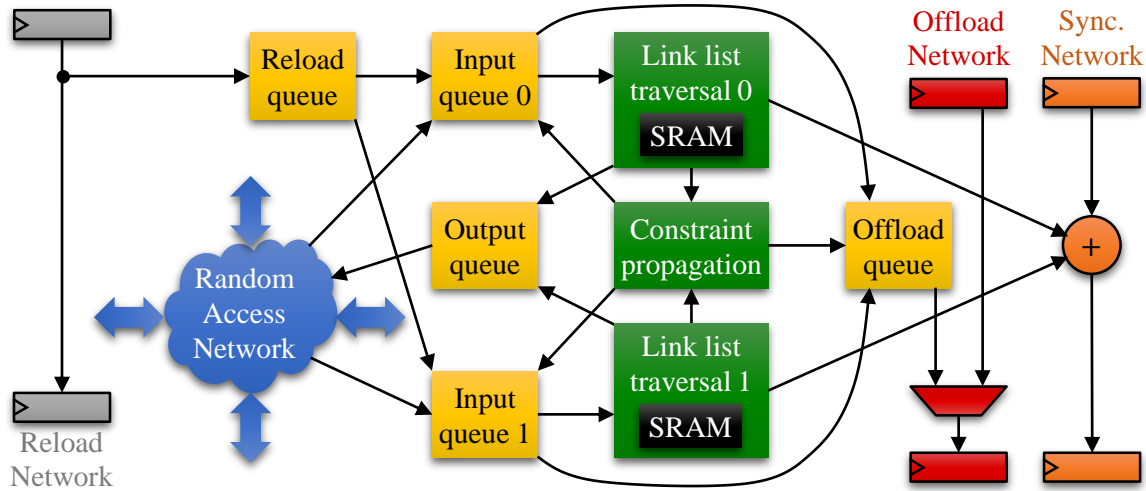 Offload
Network
Sync.
Network
Reload
queue
Input
queue 0
Link list
traversal 0
SRAM
Random
Access
Network
Output
queue
Constraint
propagation
Offload
queue
+
Input
queue 1
Link list
traversal 1
SRAM
Reload
Network